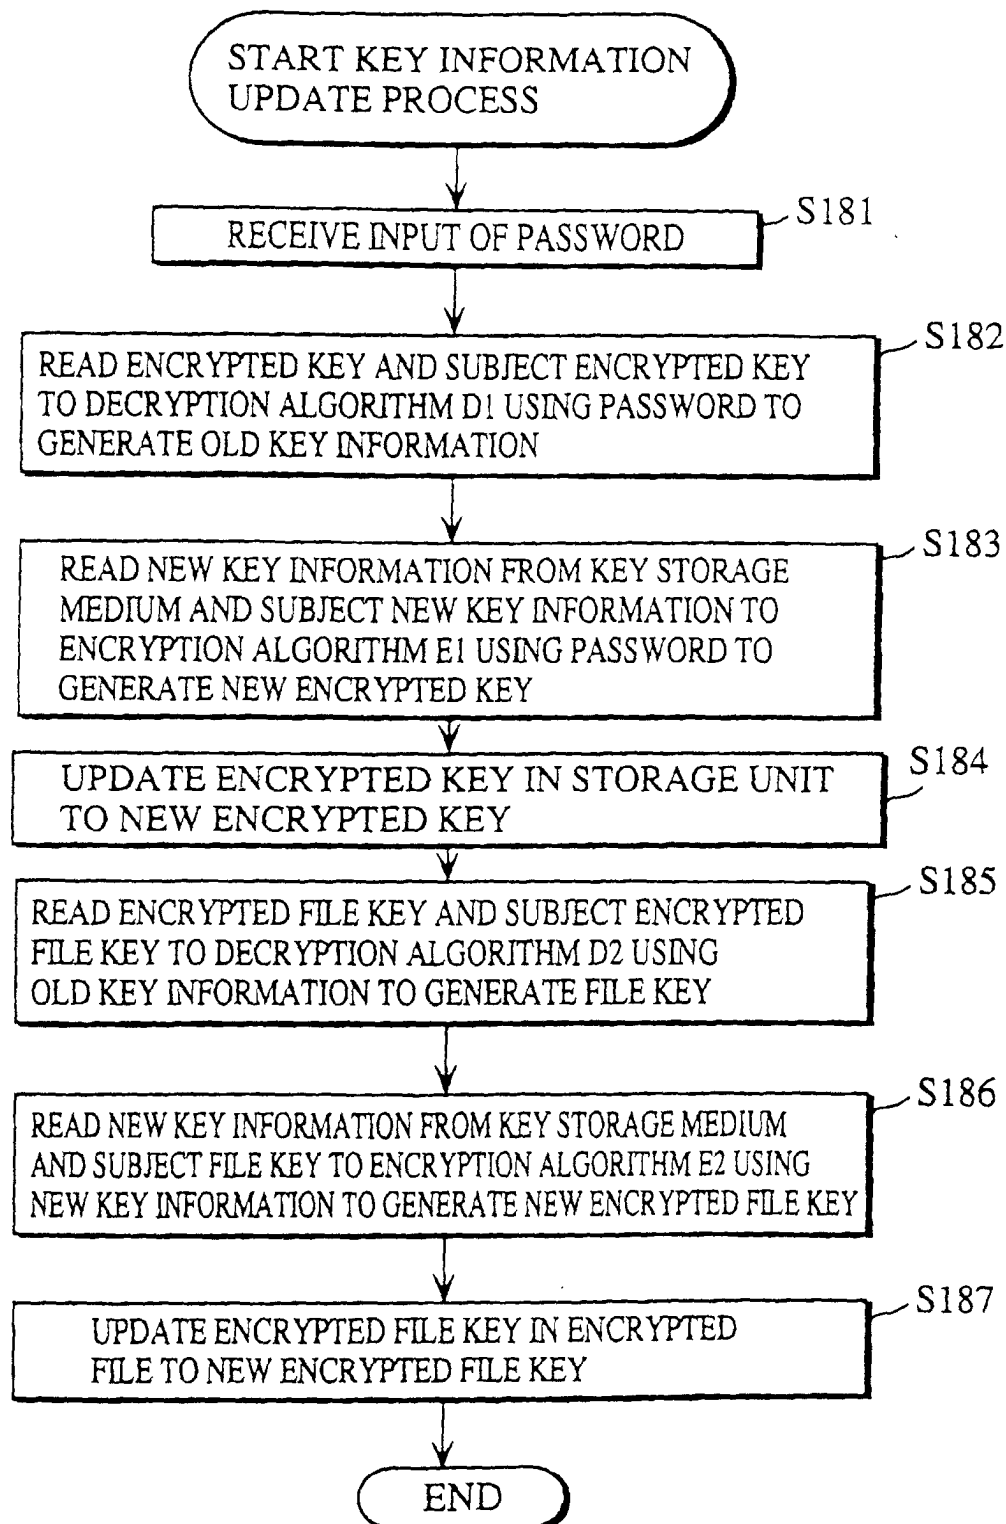 START KEY INFORMATION
UPDATE PROCESS
S181
RECEIVE INPUT OF PASSWORD
S182
READ ENCRYPTED KEY AND SUBJECT ENCRYPTED KEY
TO DECRYPTION ALGORITHM D1 USING PASSWORD TO
GENERATE OLD KEY INFORMATION
S183
READ NEW KEY INFORMATION FROM KEY STORAGE
MEDIUM AND SUBJECT NEW KEY INFORMATION TO
ENCRYPTION ALGORITHM E1 USING PASSWORD TO
GENERATE NEW ENCRYPTED KEY
S184
UPDATE ENCRYPTED KEY IN STORAGE UNIT
TO NEW ENCRYPTED KEY
S185
READ ENCRYPTED FILE KEY AND SUBJECT ENCRYPTED
FILE KEY TO DECRYPTION ALGORITHM D2 USING
OLD KEY INFORMATION TO GENERATE FILE KEY
S186
READ NEW KEY INFORMATION FROM KEY STORAGE MEDIUM
AND SUBJECT FILE KEY TO ENCRYPTION ALGORITHM E2 USING
NEW KEY INFORMATION TO GENERATE NEW ENCRYPTED FILE KEY
S187
UPDATE ENCRYPTED FILE KEY IN ENCRYPTED
FILE TO NEW ENCRYPTED FILE KEY
END